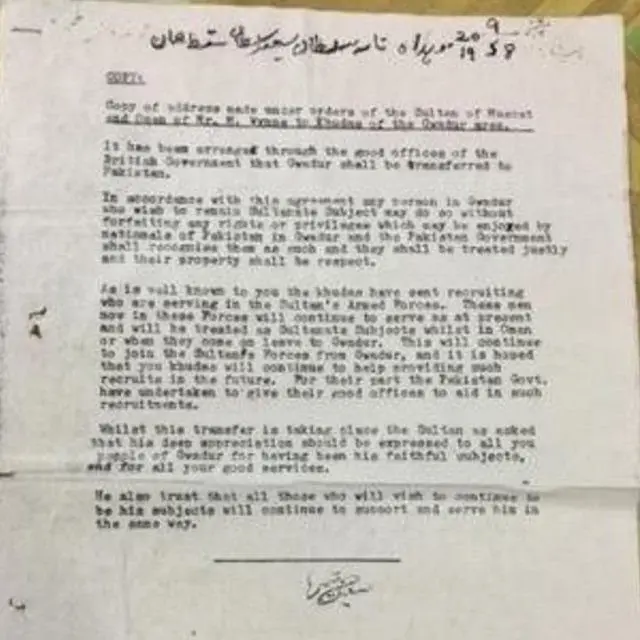 20 9
19 58
COPY:
Copy of address made under orders of the Sultan of Muscat
and Oman of Mr. M. Wynne to Khudas of the Gwadur area.
It has been arranged through the good offices of the
British Government that Gwadur shall be transferred to
Pakistan.
In accordance with this agreement any person in Gwadur
who wish to remain Sultanate Subject may do so without
forfeiting any rights or privileges which may be enjoyed by
Nationals of Pakistan in Gwadur and the Pakistan Government
shall recognise them as such and they shall be treated justly
and their property shall be respect.
As is well known to you the khudas have sent recruiting
who are serving in the Sultan's Armed Forces. These men
now in these Forces will continue to serve as at present
and will be treated as Sultanate Subjects whilst in Oman
or when they come on leave to Gwadur. This will continue
to join the Sultan's Forces from Gwadur, and it is hoped
that you khudas will continue to help providing such
recruits in the future. For their part the Pakistan Govt.
have undertaken to give their good offices to aid in such
recruitments.
Whilst this transfer is taking place the Sultan as asked
that his deep appreciation should be expressed to all you
people of Gwadur for having been his faithful subjects,
and for all your good services.
He also trust that all those who will wish to continue to
be his subjects will continue to support and serve him in
the same way.